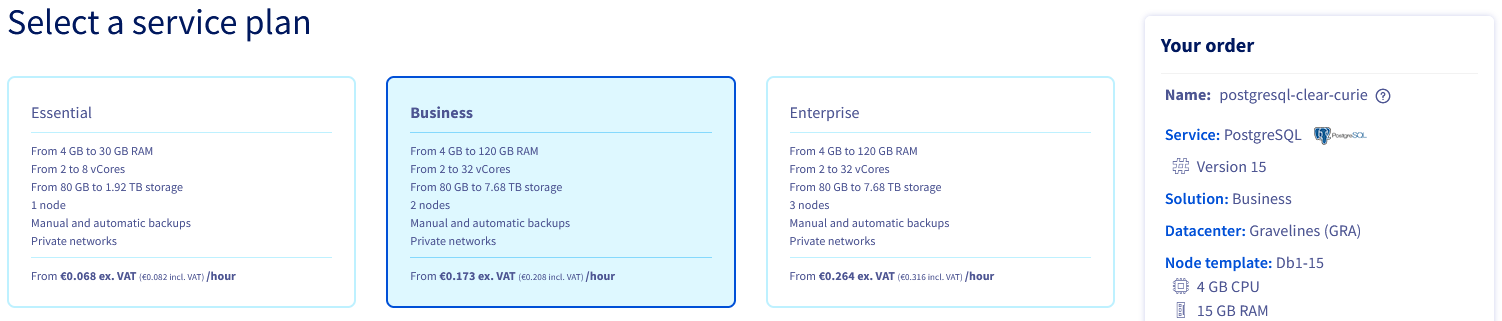 Select a service plan
Essential
From 4 GB to 30 GB RAM
From 2 to 8 vCores
From 80 GB to 1.92 TB storage
1 node
Manual and automatic backups
Private networks
From €0.068 ex. VAT (€0.082 incl. VAT) /hour
Business
From 4 GB to 120 GB RAM
From 2 to 32 vCores
From 80 GB to 7.68 TB storage
2 nodes
Manual and automatic backups
Private networks
From €0.173 ex. VAT (€0.208 incl. VAT) /hour
Enterprise
From 4 GB to 120 GB RAM
From 2 to 32 vCores
From 80 GB to 7.68 TB storage
3 nodes
Manual and automatic backups
Private networks
From €0.264 ex. VAT (€0.316 incl. VAT) /hour
Your order
Name: postgresql-clear-curie ?
Service: PostgreSQL PostgreSQL
Version 15
Solution: Business
Datacenter: Gravelines (GRA)
Node template: Db1-15
4 GB CPU
15 GB RAM